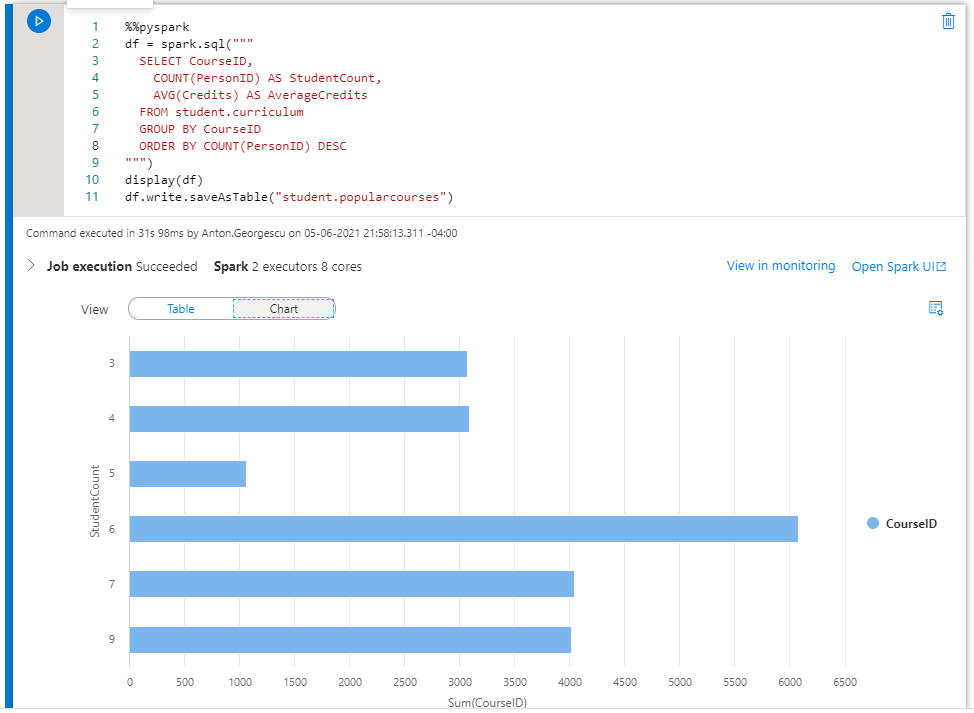 1 %%pyspark
2 df = spark.sql("""
3 SELECT CourseID,
4 COUNT(PersonID) AS StudentCount,
5 AVG(Credits) AS AverageCredits
6 FROM student.curriculum
7 GROUP BY CourseID
8 ORDER BY COUNT(PersonID) DESC
9 """)
10 display(df)
11 df.write.saveAsTable("student.popularcourses")
Command executed in 31s 98ms by Anton.Georgescu on 05-06-2021 21:58:13.311 -04:00
Job execution Succeeded Spark 2 executors 8 cores View in monitoring Open Spark UI
View Table Chart
3
4
5
6
7
9
StudentCount
CourseID
0 500 1000 1500 2000 2500 3000 3500 4000 4500 5000 5500 6000 6500
Sum(CourseID)